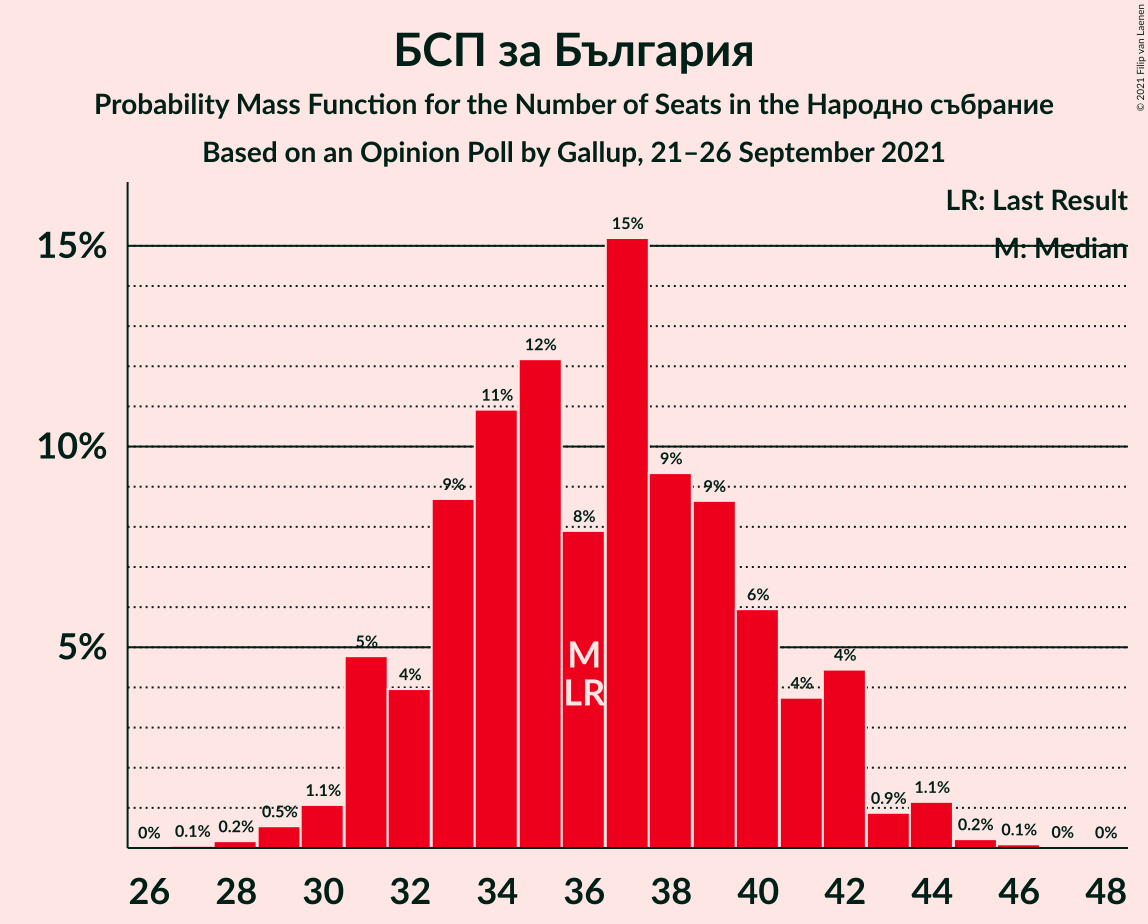 БСП за България
Probability Mass Function for the Number of Seats in the Народно събрание
Based on an Opinion Poll by Gallup, 21–26 September 2021
© 2021 Filip van Laenen
LR: Last Result
M: Median
15%
10%
5%
0%
0.1%
0.2%
0.5%
1.1%
5%
4%
9%
11%
12%
8%
15%
9%
9%
6%
4%
4%
0.9%
1.1%
0.2%
0.1%
0%
0%
M
LR
26 28 30 32 34 36 38 40 42 44 46 48